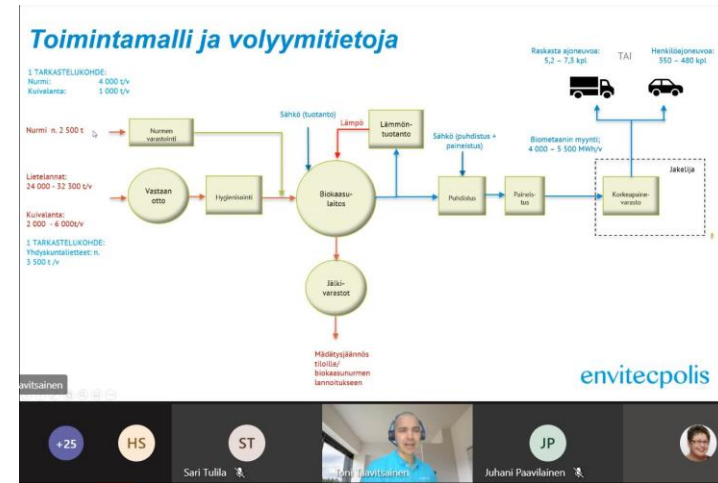 Toimintamalli ja volyymitietoja
1 TARKASTELUKOHDE:
Nurmi: 4 000 t/v
Kuivalanta: 1 000 t/v
Raskasta ajoneuvoa:
5,2 – 7,3 kpl
TAI
Henkilöajoneuvoa:
350 – 480 kpl
Nurmi n. 2 500 t
Nurmen
varastointi
Sähkö (tuotanto)
Lämpö
Lämmön-
tuotanto
Sähkö (puhdistus +
paineistus)
Biometaanin myynti:
4 000 – 5 500 MWh/v
Jakelija
Lietelannat:
24 000 - 32 300 t/v
Vastaan
otto
Hygienisointi
Biokaasu-
laitos
Puhdistus
Paineis-
tus
Korkeapaine-
varasto
Kuivalanta:
2 000 - 6 000t/v
1 TARKASTELUKOHDE:
Yhdyskuntalietteet: n.
3 500 t /v
Jälki-
varastot
Mädätysjäännös
tiloille/
biokaasunurmen
lannoitukseen
envitecpolis
avitsainen
+25
HS
ST
JP
Sari Tulila
Juhani Paavilainen